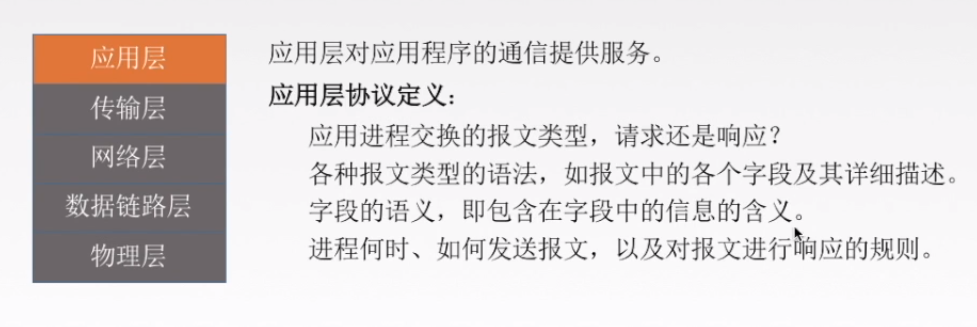 应用层
传输层
网络层
数据链路层
物理层
应用层对应用程序的通信提供服务。
应用层协议定义：
应用进程交换的报文类型，请求还是响应？
各种报文类型的语法，如报文中的各个字段及其详细描述。
字段的语义，即包含在字段中的信息的含义。
进程何时、如何发送报文，以及对报文进行响应的规则。